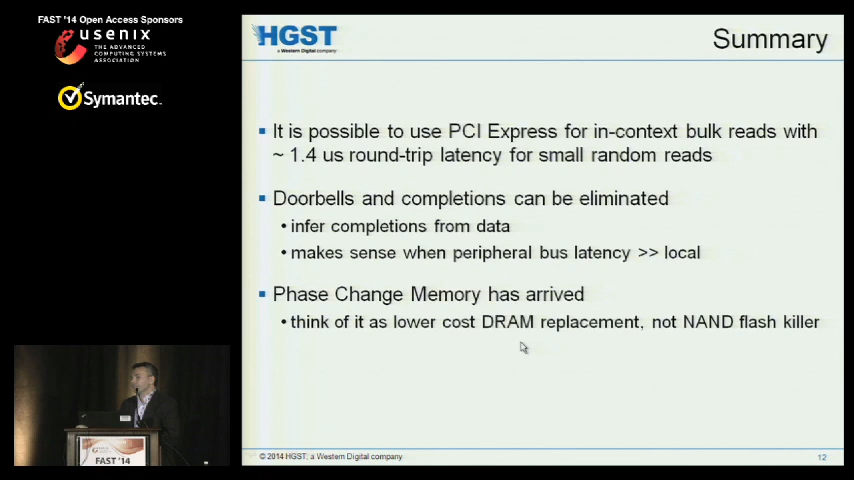 FAST '14 Open Access Sponsors
usenix
THE ADVANCED
COMPUTING SYSTEMS
ASSOCIATION
Symantec.
HGST
a Western Digital company
Summary
▪ It is possible to use PCI Express for in-context bulk reads with
~ 1.4 us round-trip latency for small random reads
▪ Doorbells and completions can be eliminated
• infer completions from data
• makes sense when peripheral bus latency >> local
▪ Phase Change Memory has arrived
• think of it as lower cost DRAM replacement, not NAND flash killer
FAST '14
© 2014 HGST, a Western Digital company
12